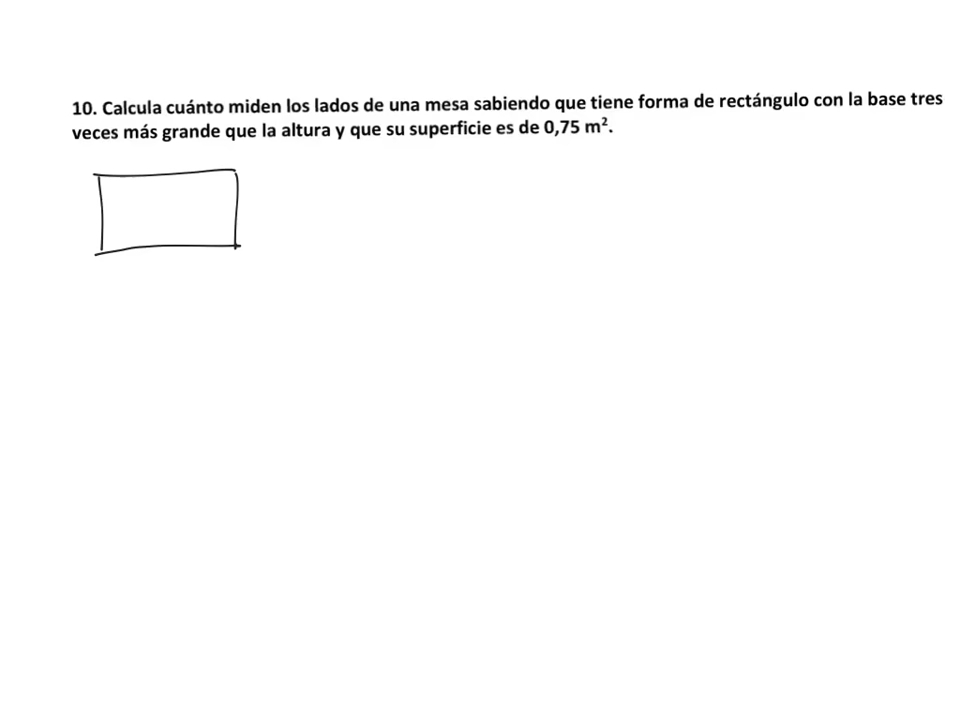 10. Calcula cuánto miden los lados de una mesa sabiendo que tiene forma de rectángulo con la base tres
veces más grande que la altura y que su superficie es de 0,75 m².